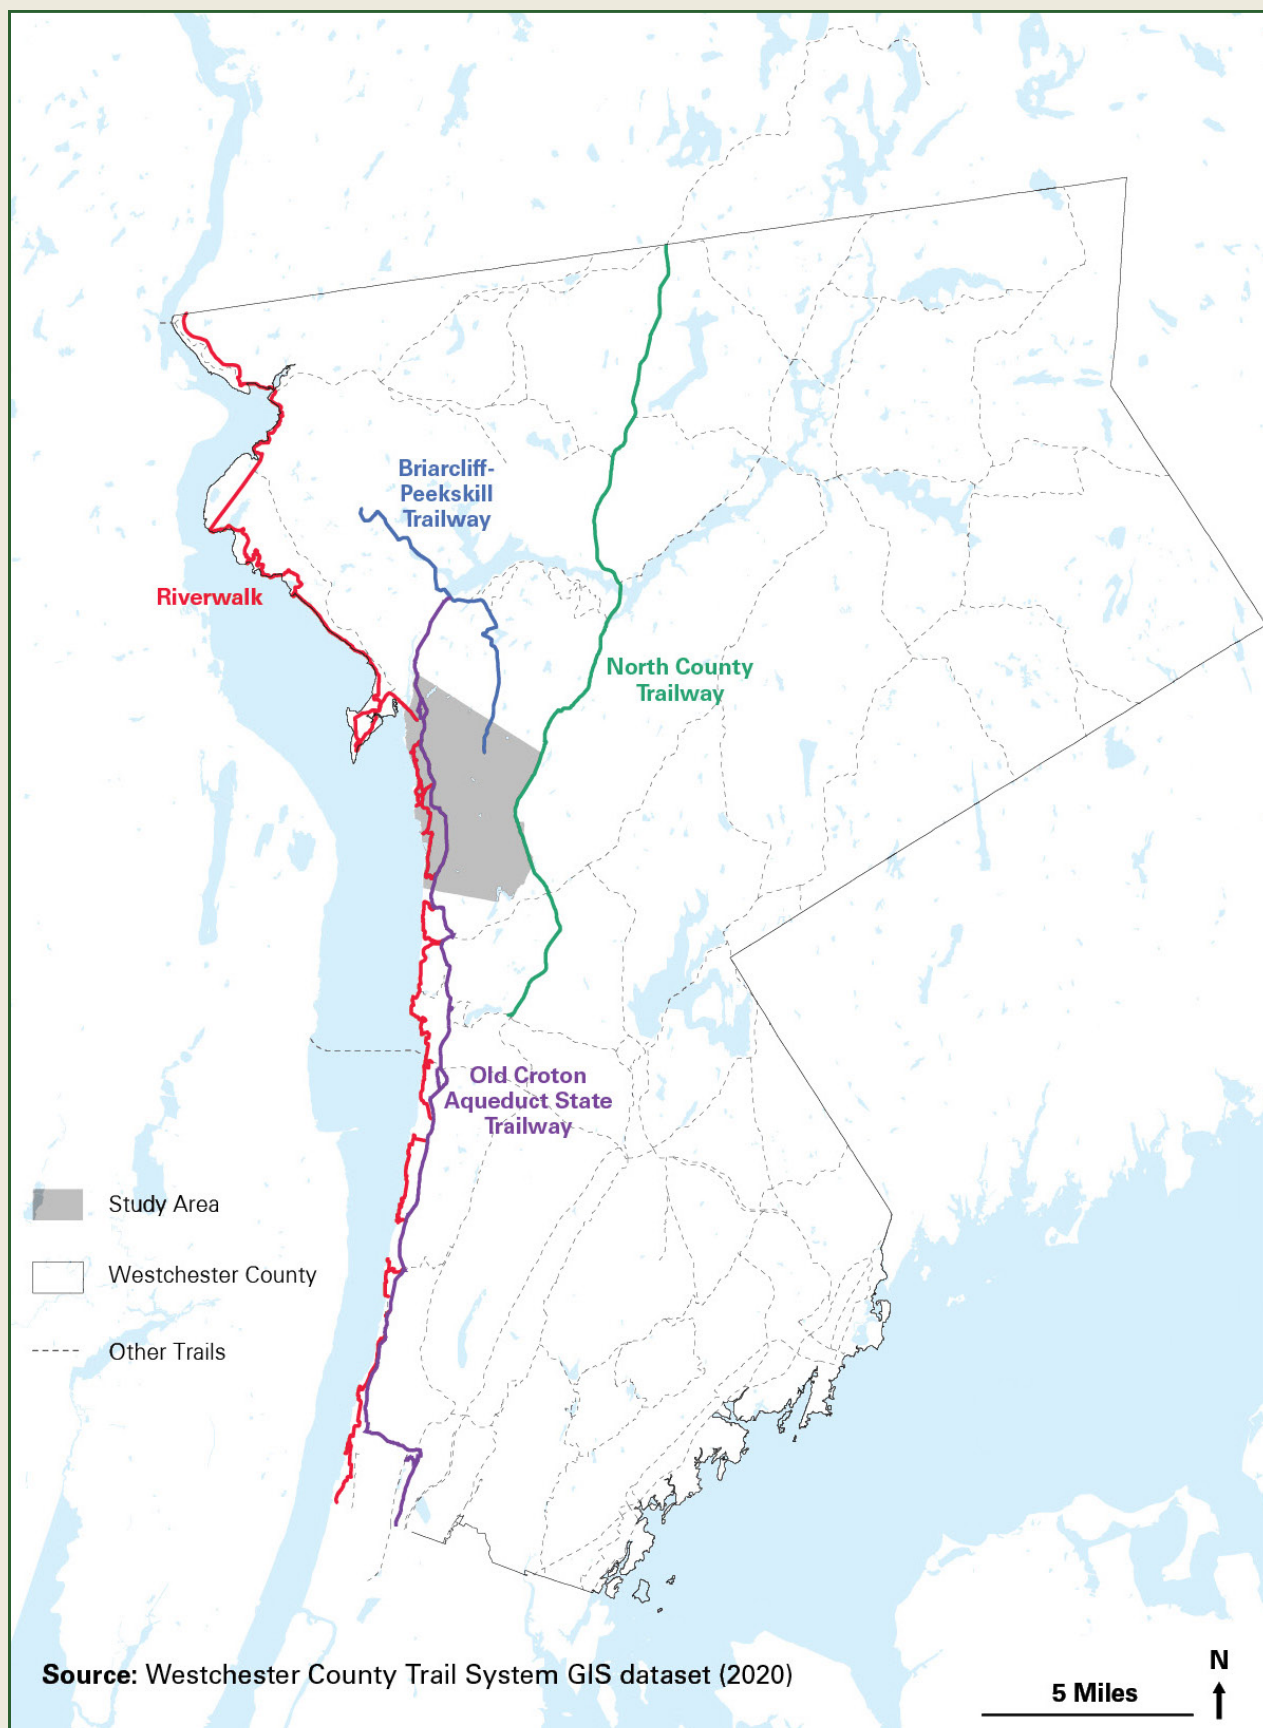 Briarcliff-
Peekskill
Trailway
Riverwalk
North County
Trailway
Old Croton
Aqueduct State
Trailway
Study Area
Westchester County
Other Trails
Source: Westchester County Trail System GIS dataset (2020)
5 Miles
N